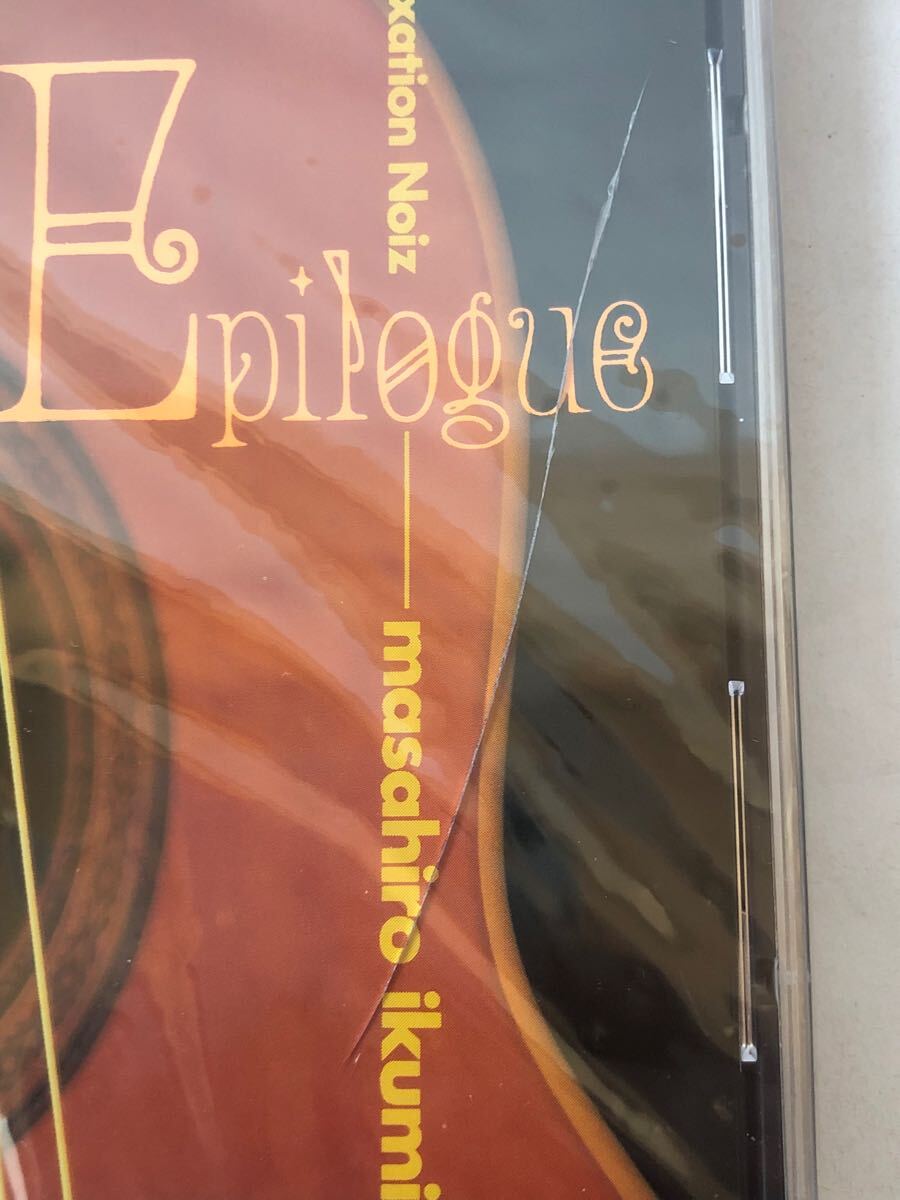 xation Noiz
Epilogue
masahiro ikumi